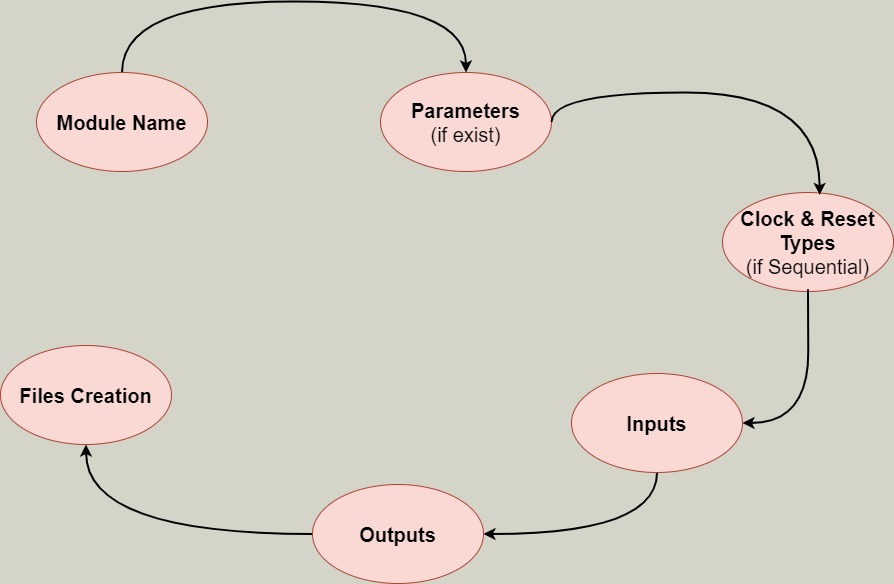 Module Name
Parameters
(if exist)
Clock & Reset
Types
(if Sequential)
Inputs
Outputs
Files Creation